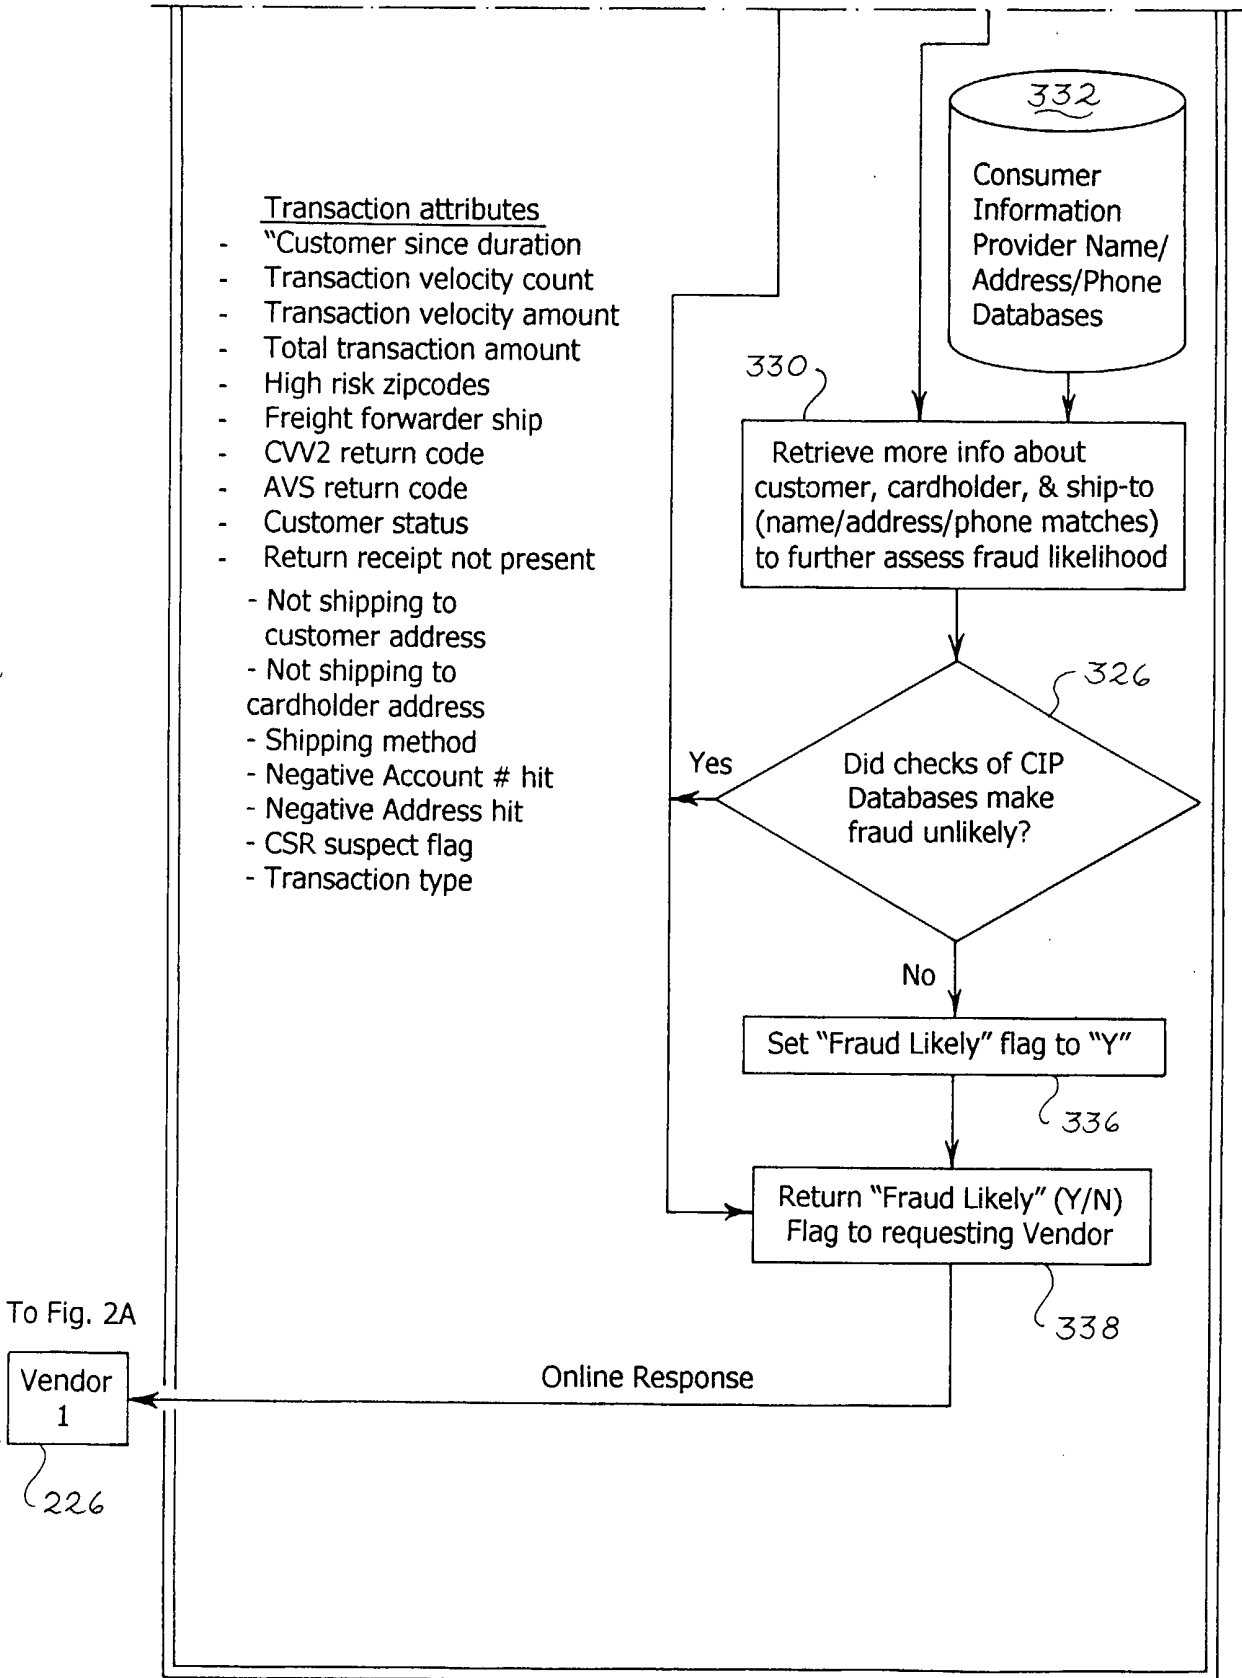 Transaction attributes
- "Customer since duration
- Transaction velocity count
- Transaction velocity amount
- Total transaction amount
- High risk zipcodes
- Freight forwarder ship
- CVV2 return code
- AVS return code
- Customer status
- Return receipt not present
- Not shipping to
customer address
- Not shipping to
cardholder address
- Shipping method
- Negative Account # hit
- Negative Address hit
- CSR suspect flag
- Transaction type
332
Consumer
Information
Provider Name/
Address/Phone
Databases
330
Retrieve more info about
customer, cardholder, & ship-to
(name/address/phone matches)
to further assess fraud likelihood
326
Did checks of CIP
Databases make
fraud unlikely?
Yes
No
Set "Fraud Likely" flag to "Y"
336
Return "Fraud Likely" (Y/N)
Flag to requesting Vendor
338
Online Response
To Fig. 2A
Vendor
1
226